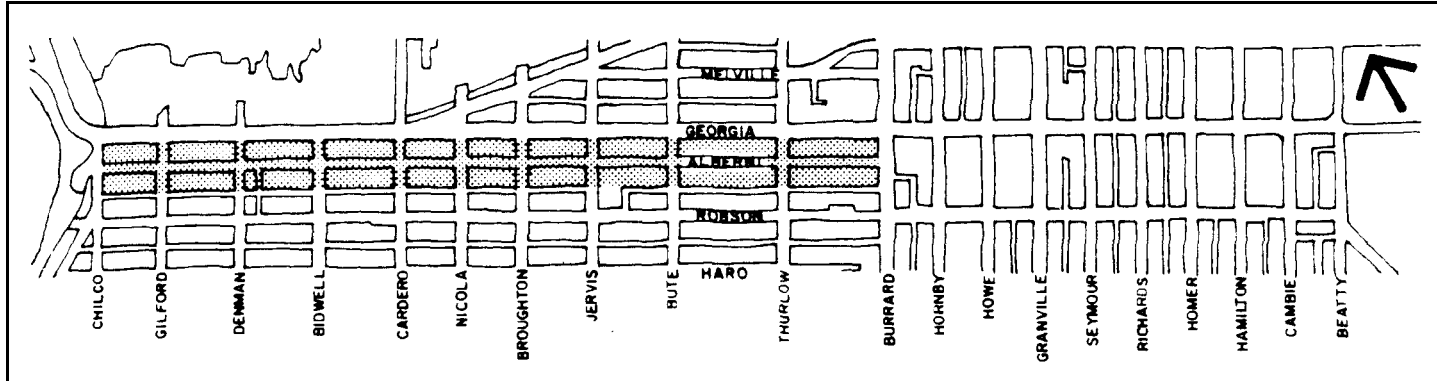 MELVILLE
GEORGIA
ALBERNI
ROBSON
HARO
CHILCO
GILFORD
DENMAN
BIDWELL
CARDERO
NICOLA
BROUGHTON
JERVIS
BUTE
THURLOW
BURRARD
HORNBY
HOWE
GRANVILLE
SEYMOUR
RICHARDS
HOMER
HAMILTON
CAMBIE
BEATTY